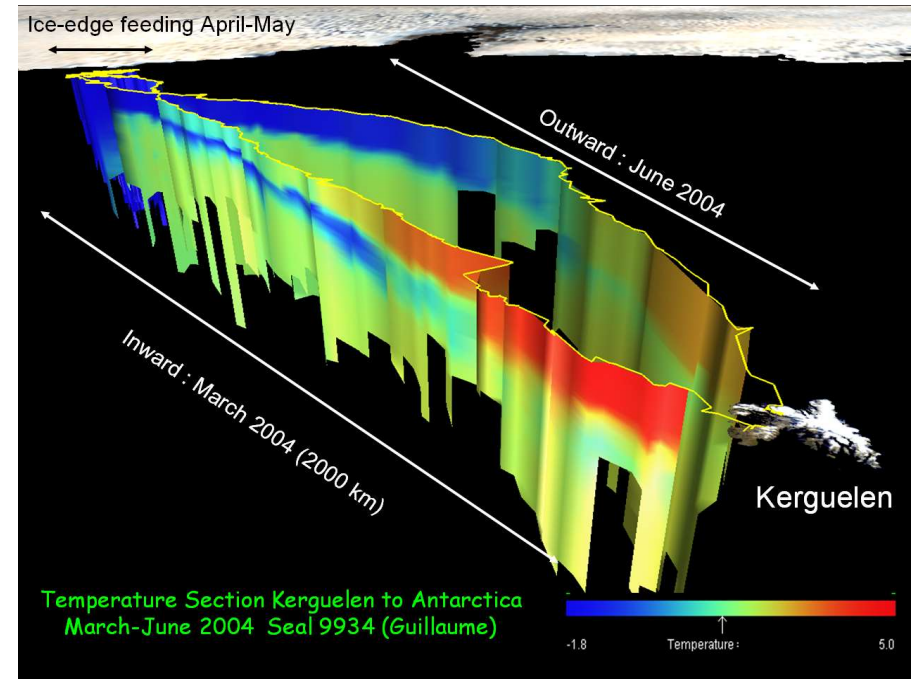 Ice-edge feeding April-May
Outward : June 2004
Inward : March 2004 (2000 km)
Kerguelen
Temperature Section Kerguelen to Antarctica
March-June 2004 Seal 9934 (Guillaume)
-1.8
Temperature :
5.0